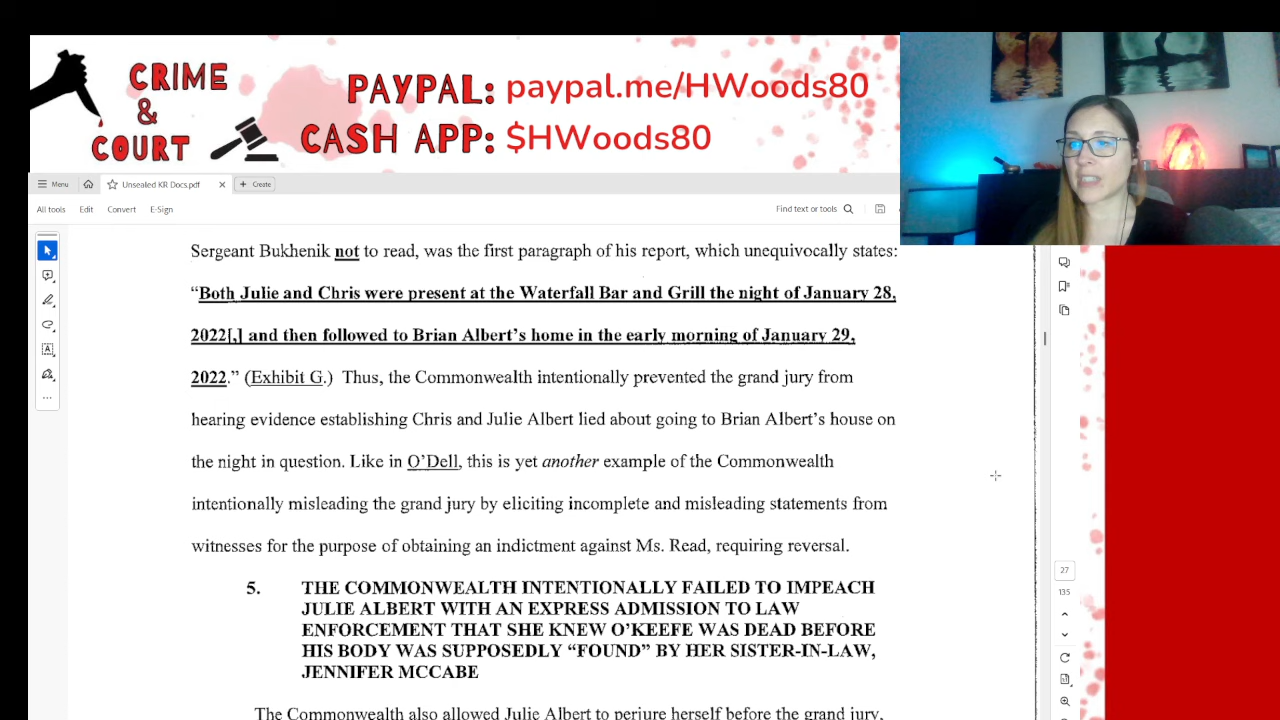 CRIME
&
COURT
PAYPAL: paypal.me/HWoods80
CASH APP: $HWoods80
Menu
Unsealed KR Docs.pdf
Create
All tools
Edit
Convert
E-Sign
Find text or tools
Sergeant Bukhenik not to read, was the first paragraph of his report, which unequivocally states:
“Both Julie and Chris were present at the Waterfall Bar and Grill the night of January 28,
2022[,] and then followed to Brian Albert’s home in the early morning of January 29,
2022.” (Exhibit G.) Thus, the Commonwealth intentionally prevented the grand jury from
hearing evidence establishing Chris and Julie Albert lied about going to Brian Albert’s house on
the night in question. Like in O’Dell, this is yet another example of the Commonwealth
intentionally misleading the grand jury by eliciting incomplete and misleading statements from
witnesses for the purpose of obtaining an indictment against Ms. Read, requiring reversal.
5. THE COMMONWEALTH INTENTIONALLY FAILED TO IMPEACH
JULIE ALBERT WITH AN EXPRESS ADMISSION TO LAW
ENFORCEMENT THAT SHE KNEW O’KEEFE WAS DEAD BEFORE
HIS BODY WAS SUPPOSEDLY “FOUND” BY HER SISTER-IN-LAW,
JENNIFER MCCABE
The Commonwealth also allowed Julie Albert to perjure herself before the grand jury,
27
135